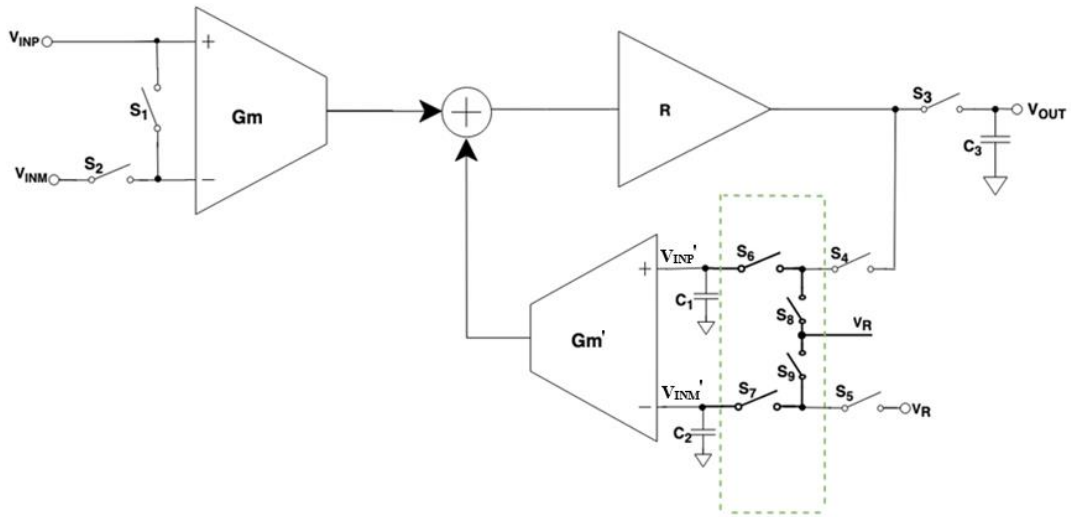 VINP
+
S1
Gm
VINM
S2
−
+
R
S3
VOUT
C3
VINP'
S6
S4
+
C1
S8
VR
Gm'
S9
VINM'
S7
S5
−
VR
C2